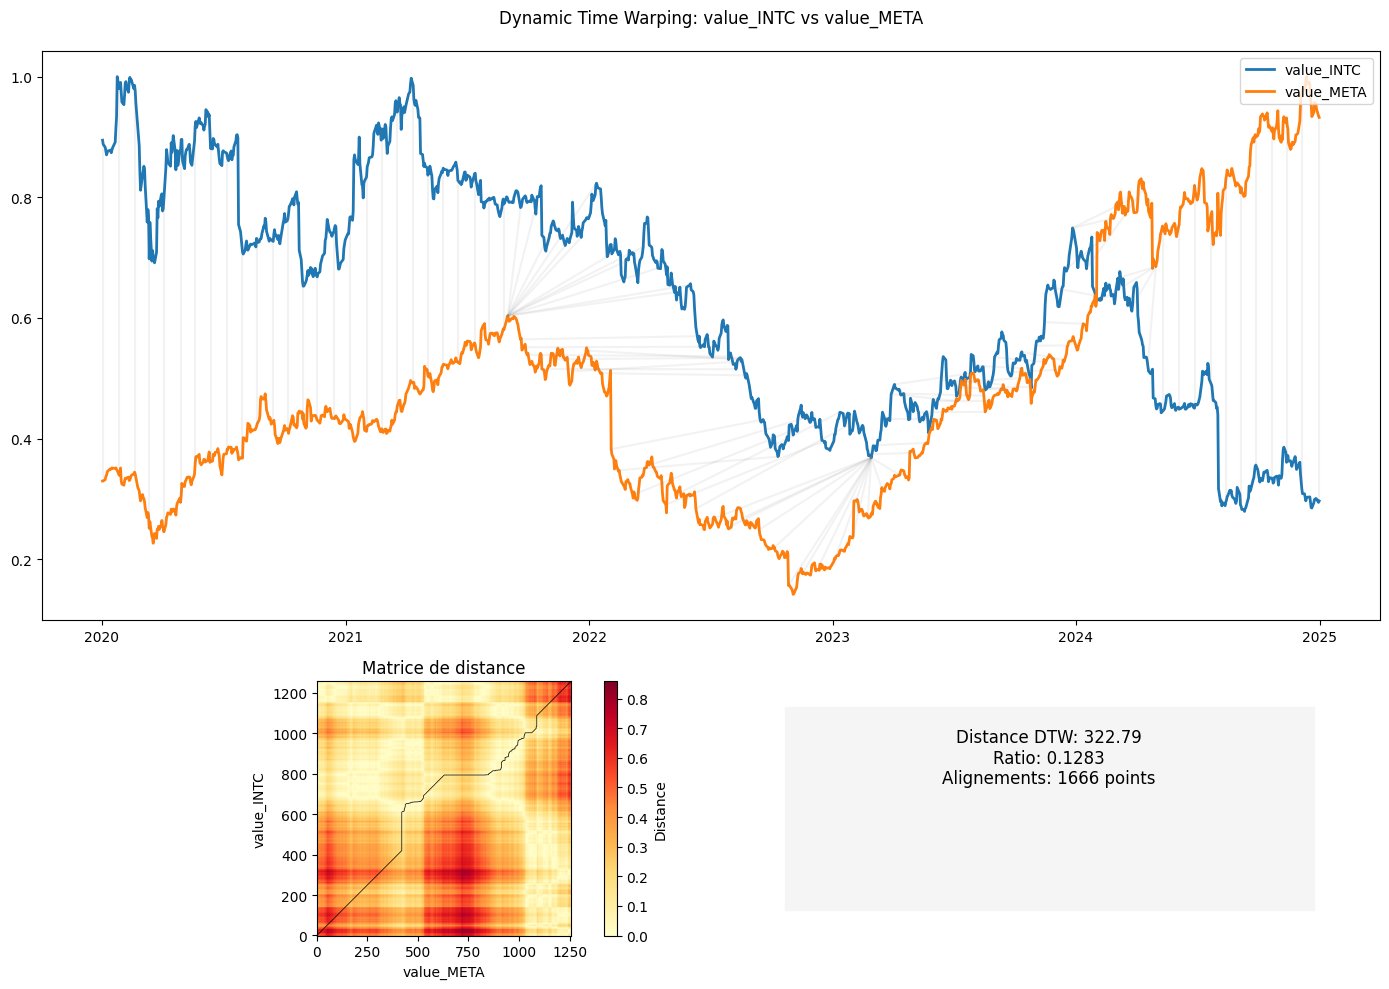 Dynamic Time Warping: value_INTC vs value_META
value_INTC
value_META
1.0
0.8
0.6
0.4
0.2
2020 2021 2022 2023 2024 2025
Matrice de distance
1200
1000
800
600
400
200
0
value_INTC
0 250 500 750 1000 1250
value_META
0.8
0.7
0.6
0.5
0.4
0.3
0.2
0.1
0.0
Distance
Distance DTW: 322.79
Ratio: 0.1283
Alignements: 1666 points